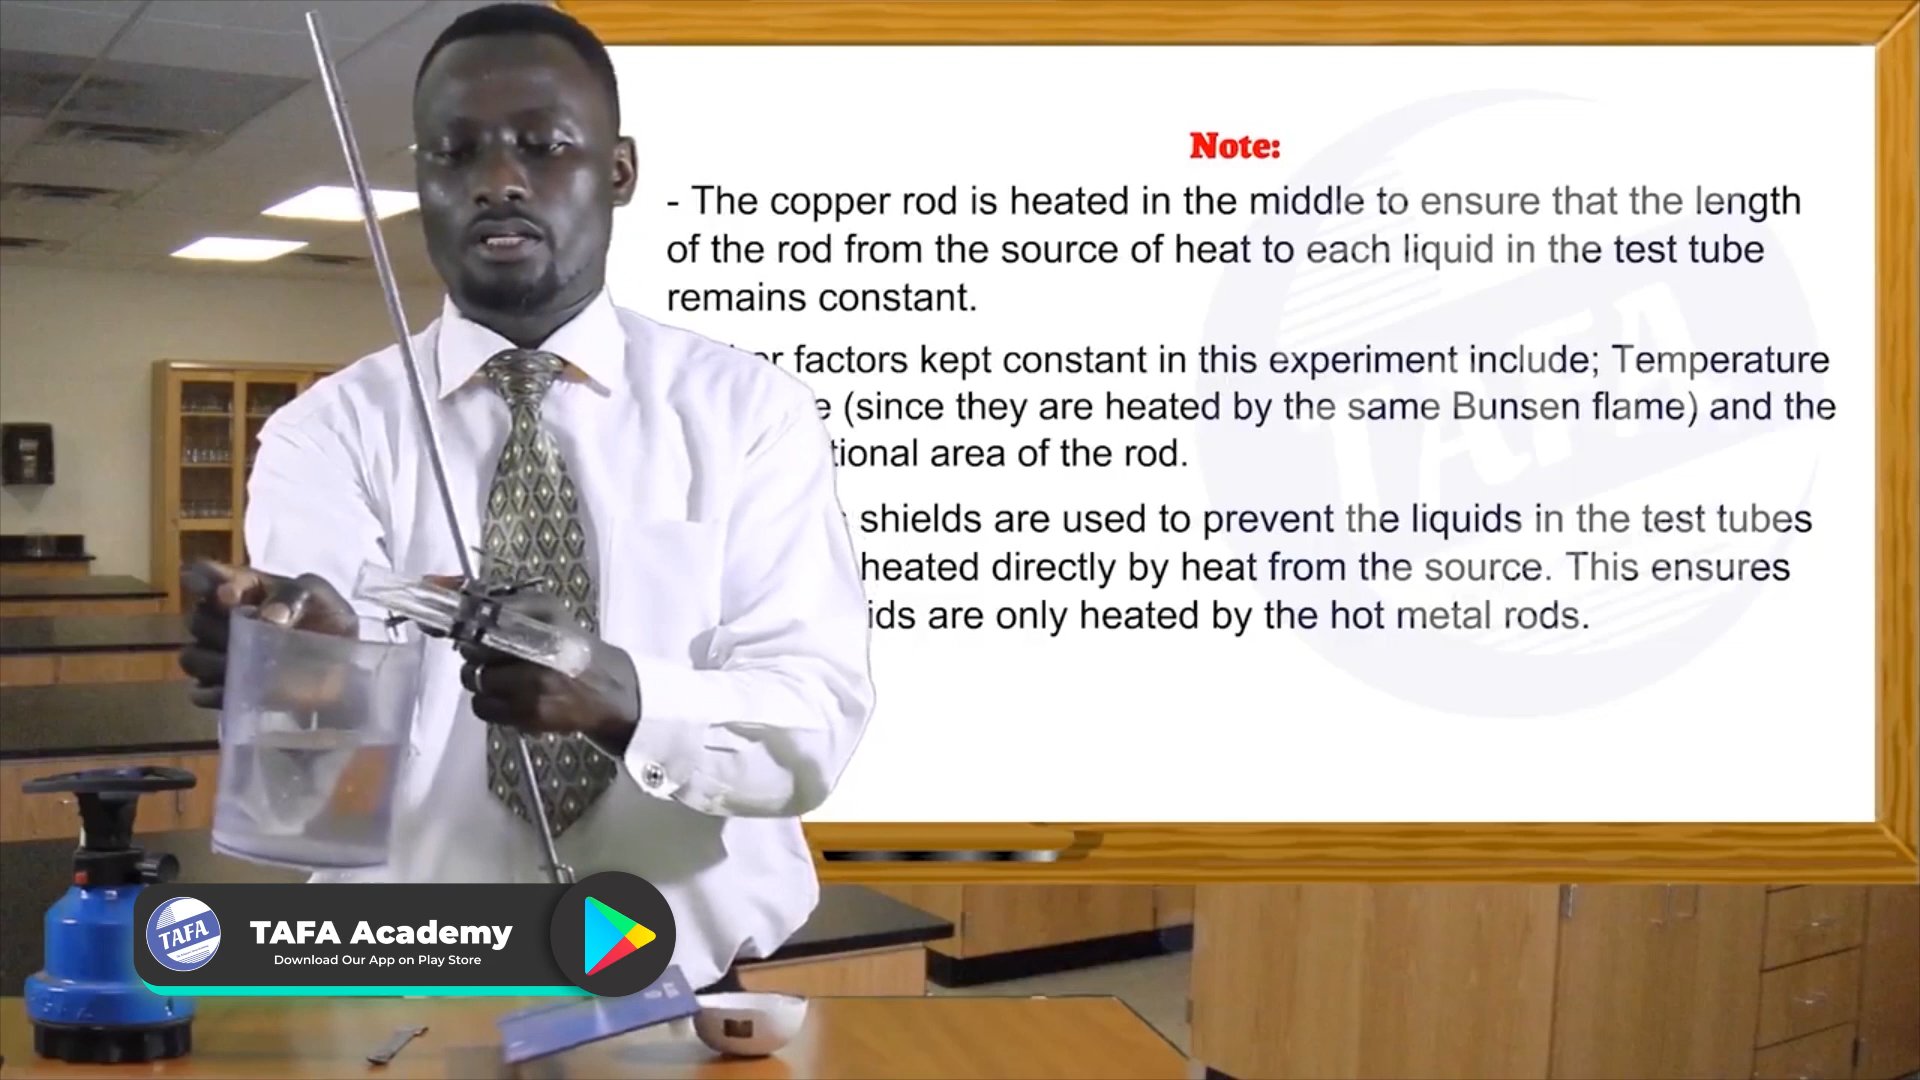 Note:
- The copper rod is heated in the middle to ensure that the length
of the rod from the source of heat to each liquid in the test tube
remains constant.
factors kept constant in this experiment include; Temperature
(since they are heated by the same Bunsen flame) and the
area of the rod.
shields are used to prevent the liquids in the test tubes
heated directly by heat from the source. This ensures
are only heated by the hot metal rods.
TAFA
TAFA
TAFA Academy
Download Our App on Play Store